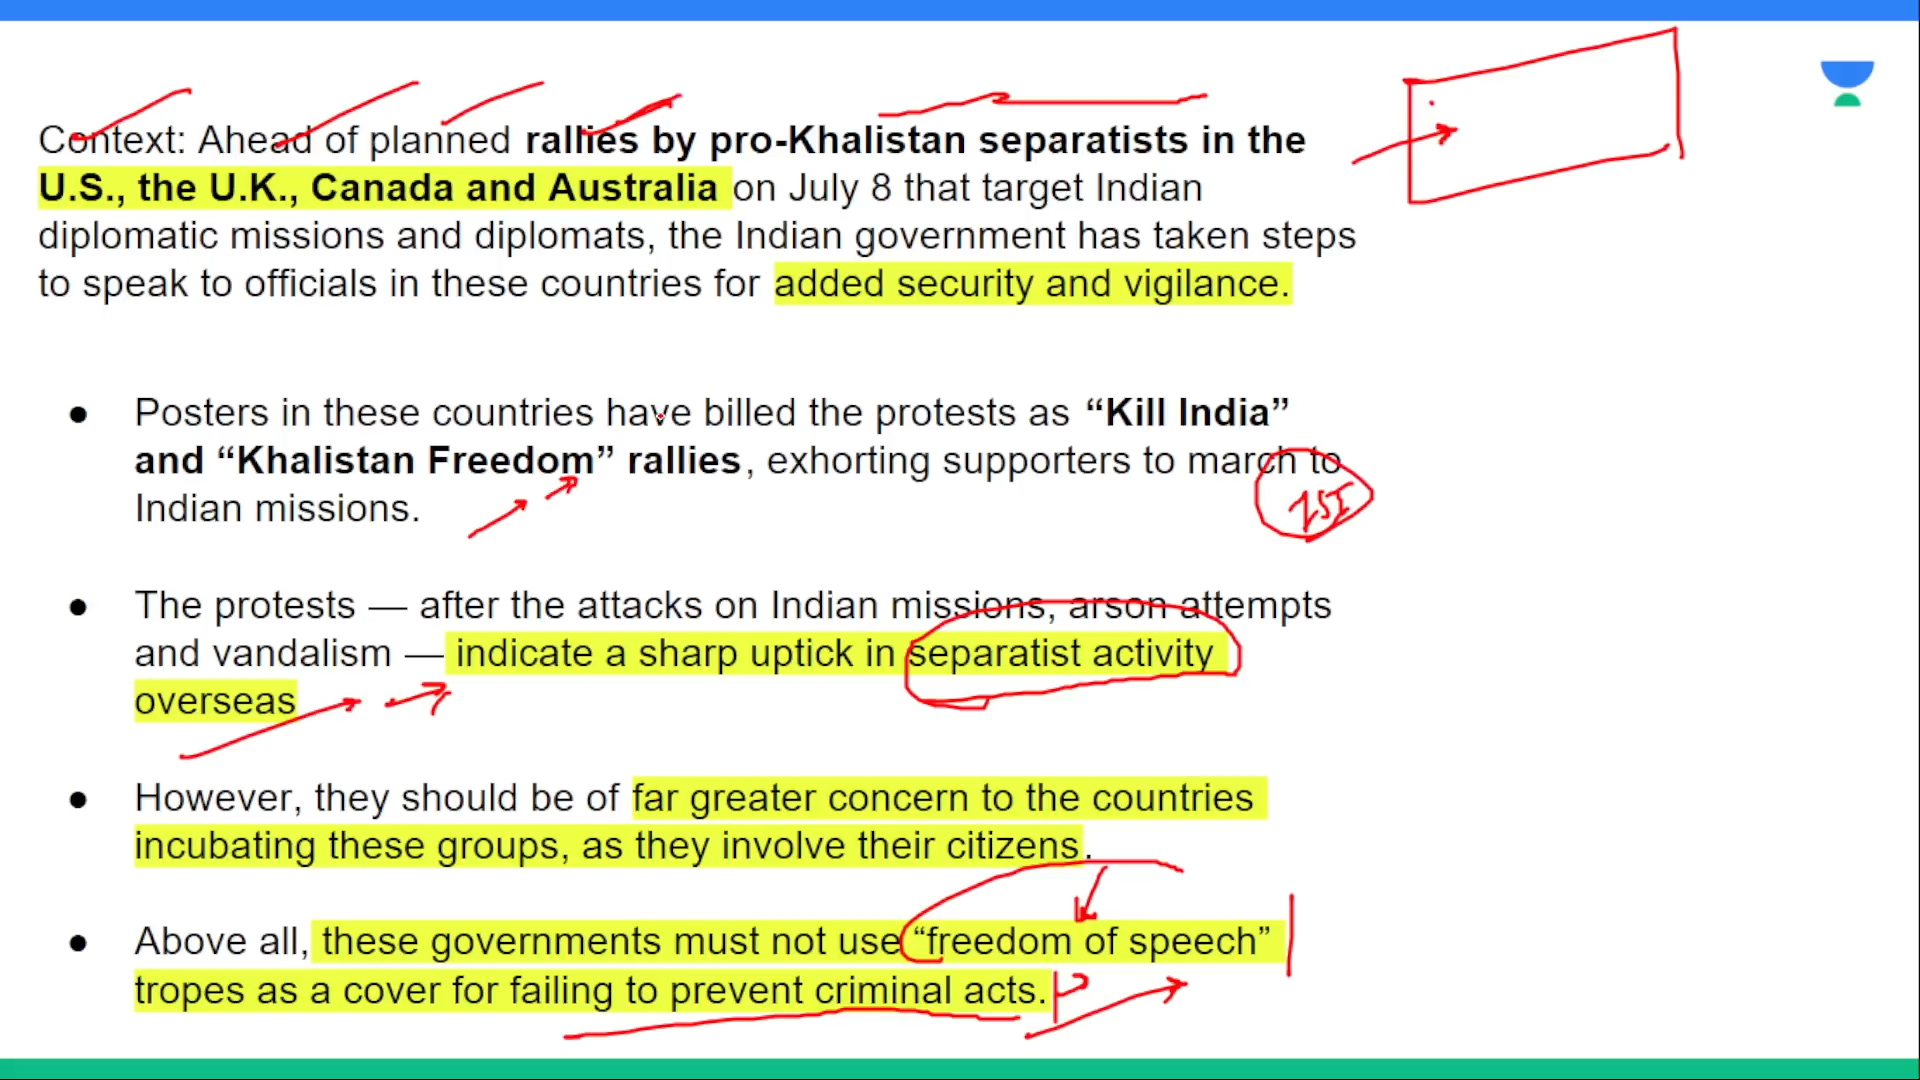 Context: Ahead of planned rallies by pro-Khalistan separatists in the
U.S., the U.K., Canada and Australia on July 8 that target Indian
diplomatic missions and diplomats, the Indian government has taken steps
to speak to officials in these countries for added security and vigilance.
● Posters in these countries have billed the protests as “Kill India”
and “Khalistan Freedom” rallies, exhorting supporters to march to
Indian missions.
ISI
● The protests — after the attacks on Indian missions, arson attempts
and vandalism — indicate a sharp uptick in separatist activity
overseas
● However, they should be of far greater concern to the countries
incubating these groups, as they involve their citizens.
● Above all, these governments must not use “freedom of speech”
tropes as a cover for failing to prevent criminal acts.